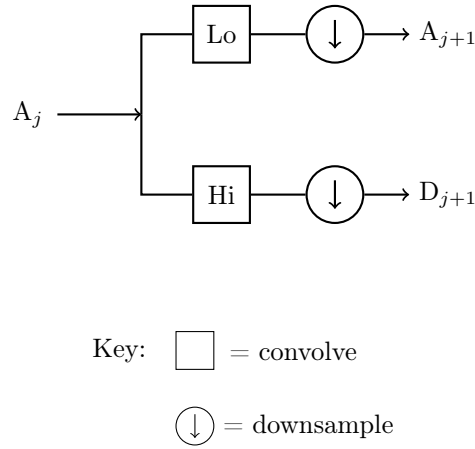 Lo
↓
A_{j+1}
A_j
Hi
↓
D_{j+1}
Key:
= convolve
↓ = downsample